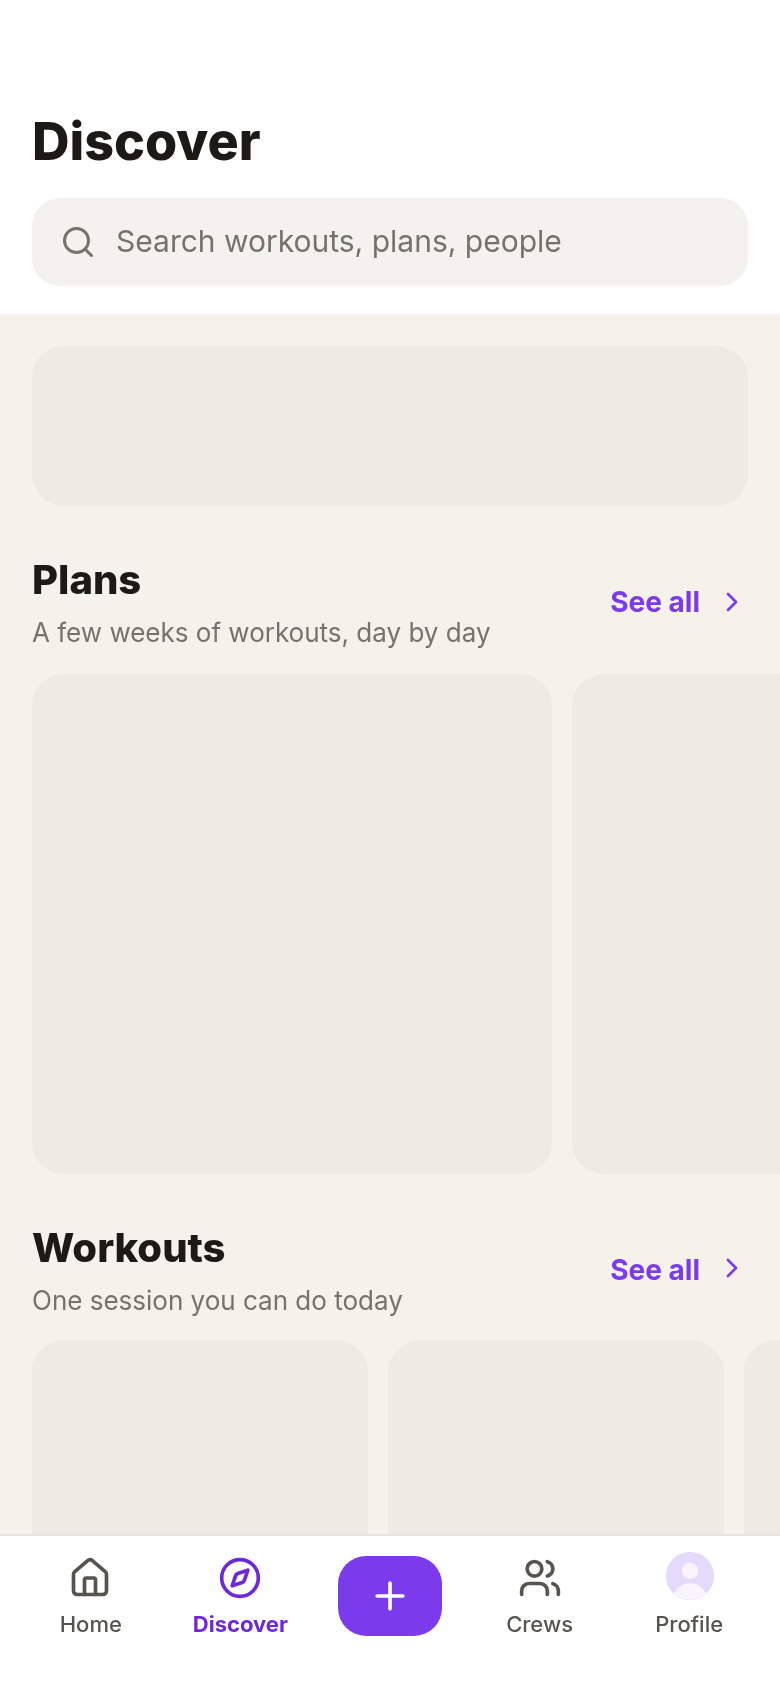 Discover
Search workouts, plans, people
Plans
See all
A few weeks of workouts, day by day
Workouts
See all
One session you can do today
Home
Discover
Crews
Profile